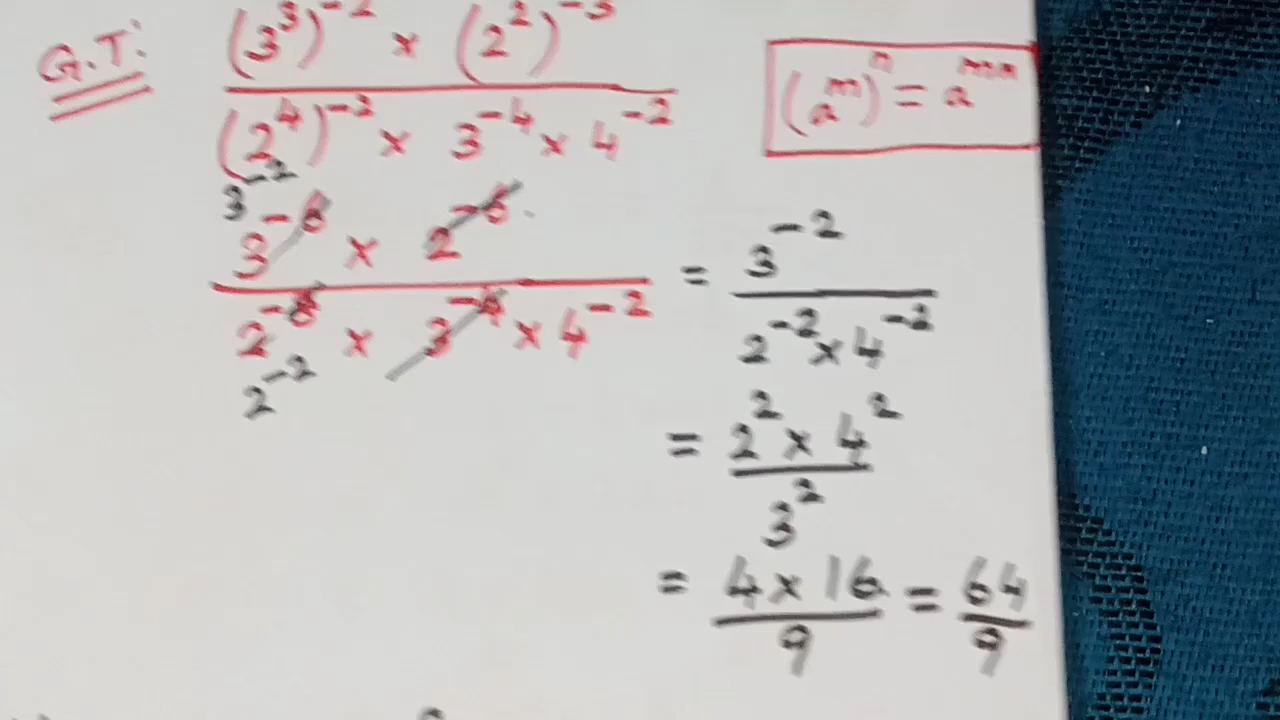 G.T:
(3³)⁻² × (2²)⁻³
(2⁴)⁻² × 3⁻⁴ × 4⁻²
(aᵐ)ⁿ = aᵐⁿ
3⁻²
3⁻⁶ × 2⁻⁶
2⁻⁸ × 3⁻⁴ × 4⁻²
2⁻²
= 3⁻²
2⁻² × 4⁻²
= 2² × 4²
3²
= 4 × 16 = 64
9 9